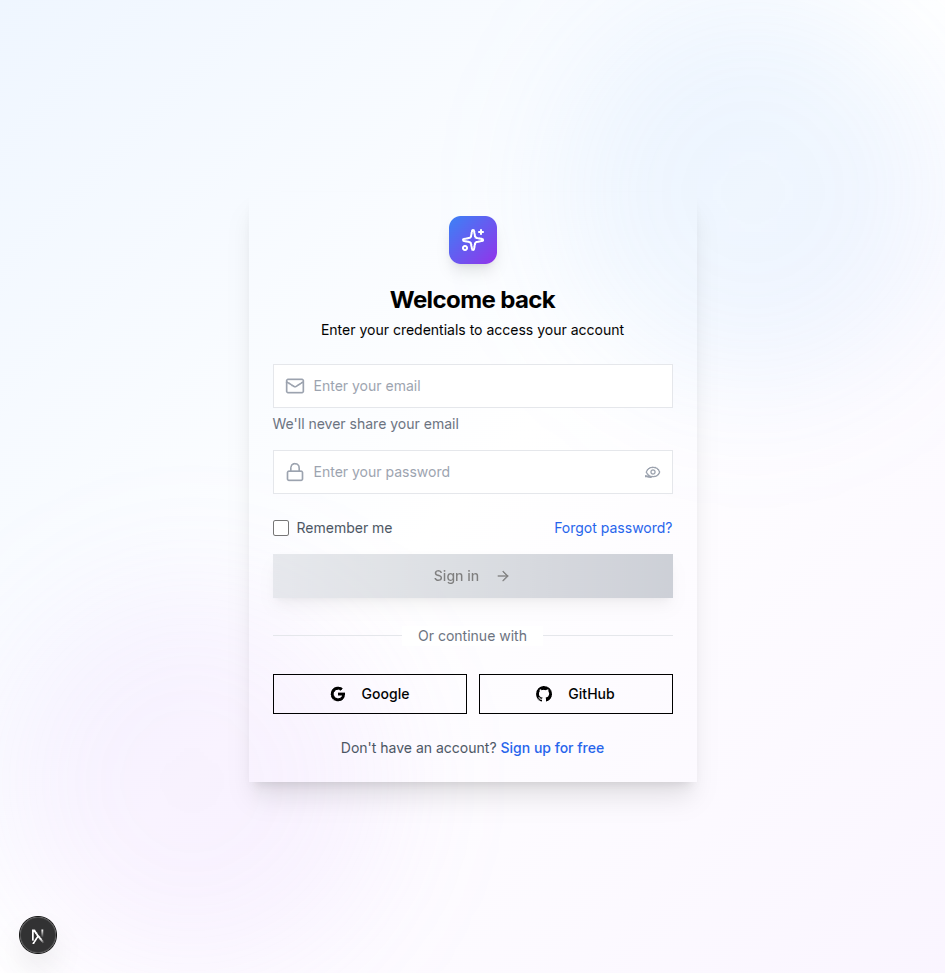 Welcome back
Enter your credentials to access your account
Enter your email
We'll never share your email
Enter your password
Remember me
Forgot password?
Sign in
Or continue with
Google
GitHub
Don't have an account? Sign up for free